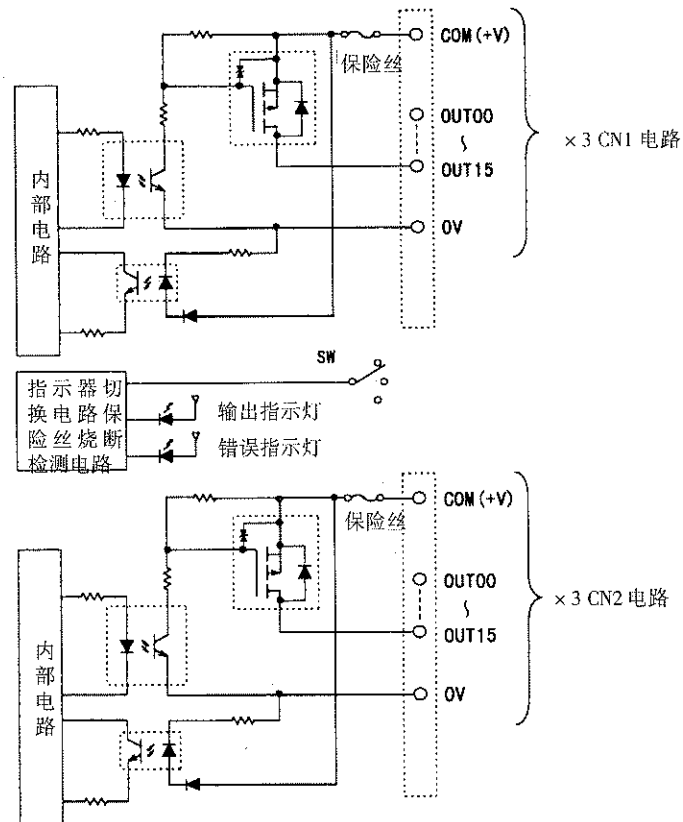 COM(+V)
保险丝
OUT00
~
OUT15
×3 CN1 电路
内部电路
0V
SW
指示器切
换电路保
险丝烧断
检测电路
输出指示灯
错误指示灯
COM(+V)
保险丝
OUT00
~
OUT15
×3 CN2 电路
内部电路
0V